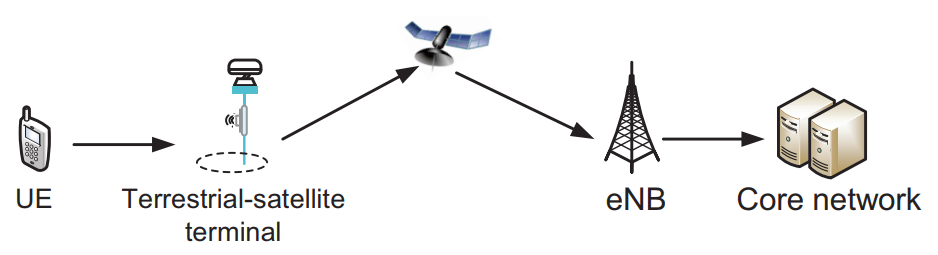 UE
Terrestrial-satellite
terminal
eNB
Core network